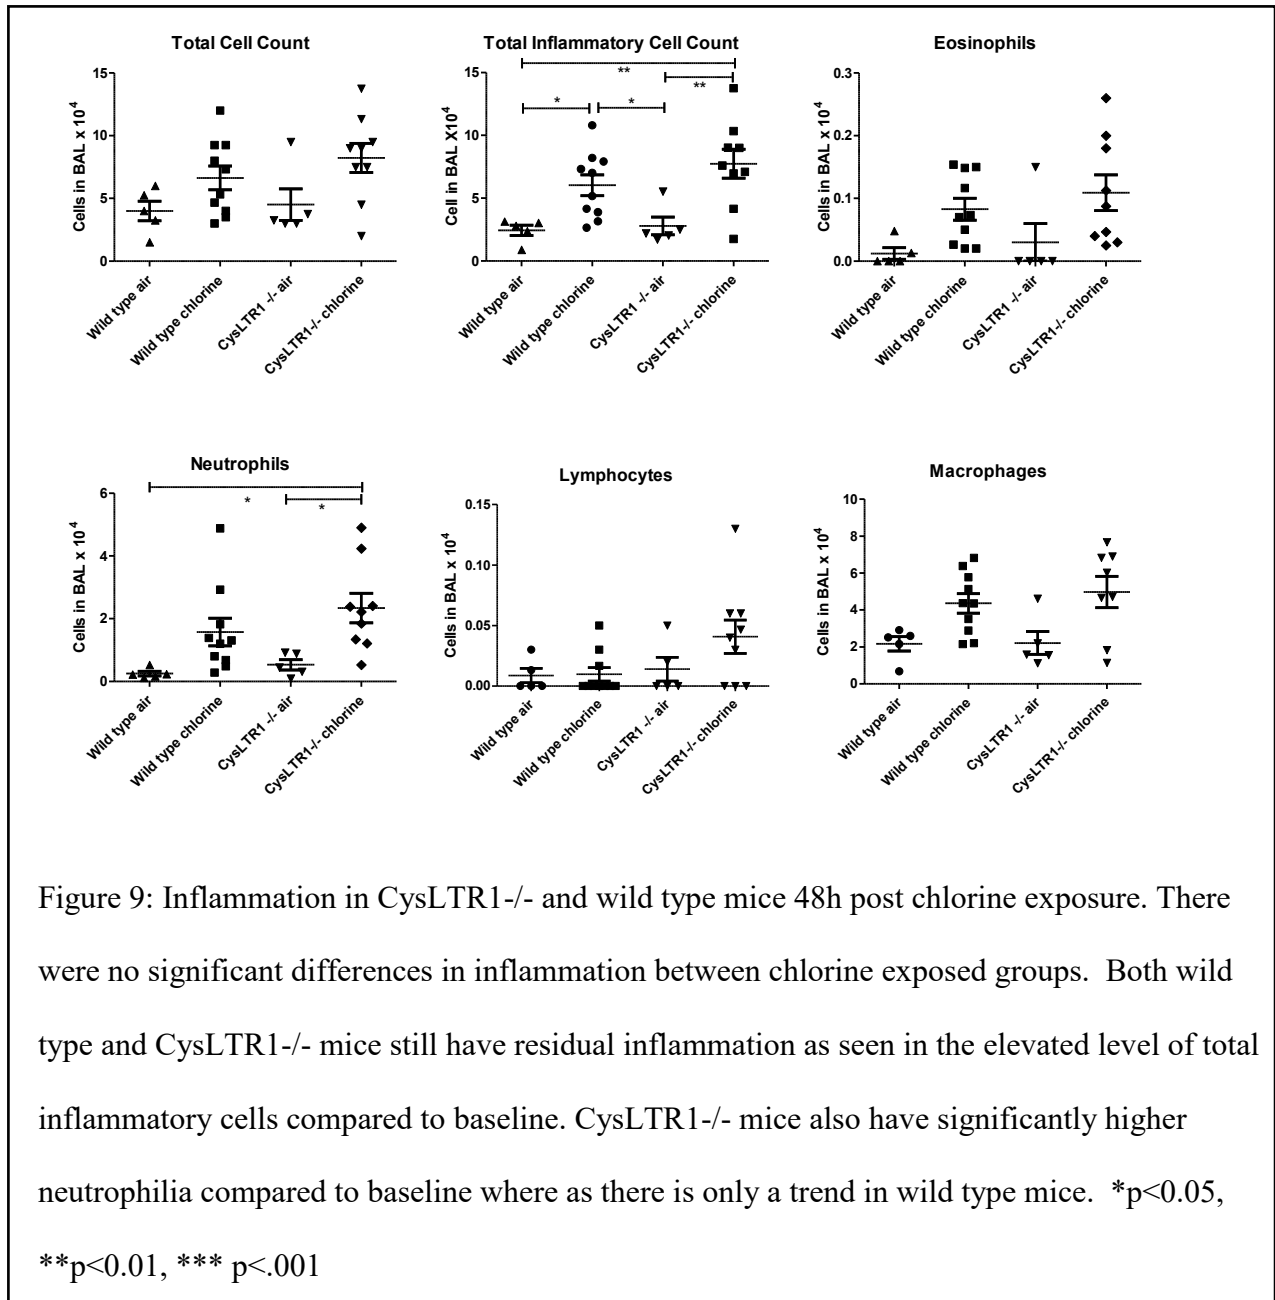 Total Cell Count
Cells in BAL x 10^4
15
10
5
0
Wild type air
Wild type chlorine
CysLTR1 -/- air
CysLTR1-/- chlorine
Total Inflammatory Cell Count
Cell in BAL X10^4
15
10
5
0
**
**
*
*
Wild type air
Wild type chlorine
CysLTR1 -/- air
CysLTR1-/- chlorine
Eosinophils
Cells in BAL x 10^4
0.3
0.2
0.1
0.0
Wild type air
Wild type chlorine
CysLTR1 -/- air
CysLTR1-/- chlorine
Neutrophils
Cells in BAL x 10^4
6
4
2
0
*
*
Wild type air
Wild type chlorine
CysLTR1 -/- air
CysLTR1-/- chlorine
Lymphocytes
Cells in BAL x 10^4
0.15
0.10
0.05
0.00
Wild type air
Wild type chlorine
CysLTR1 -/- air
CysLTR1-/- chlorine
Macrophages
Cells in BAL x 10^4
10
8
6
4
2
0
Wild type air
Wild type chlorine
CysLTR1 -/- air
CysLTR1-/- chlorine
Figure 9: Inflammation in CysLTR1-/- and wild type mice 48h post chlorine exposure. There
were no significant differences in inflammation between chlorine exposed groups.  Both wild
type and CysLTR1-/- mice still have residual inflammation as seen in the elevated level of total
inflammatory cells compared to baseline. CysLTR1-/- mice also have significantly higher
neutrophilia compared to baseline where as there is only a trend in wild type mice.  *p<0.05,
**p<0.01, *** p<.001